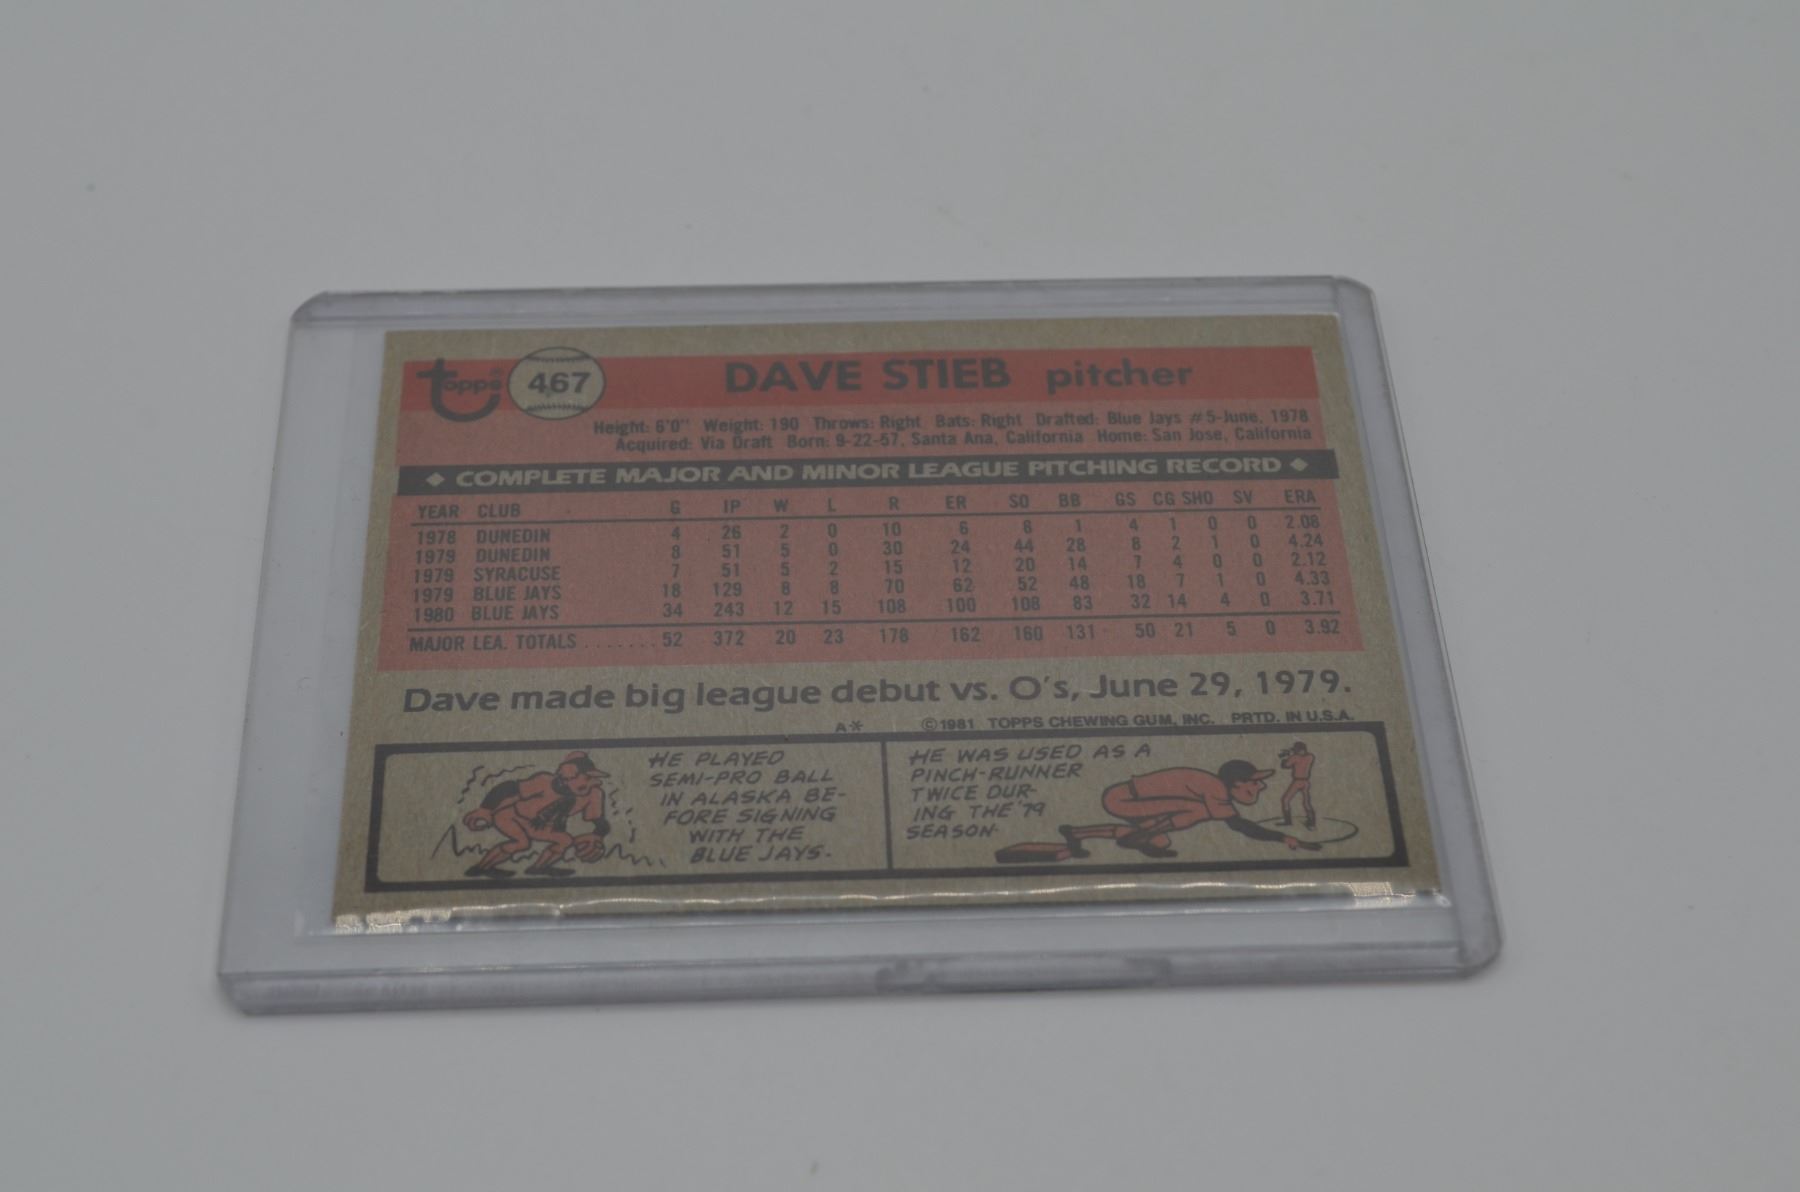 Topps® 467 DAVE STIEB pitcher
Height: 6'0" Weight: 190 Throws: Right Bats: Right Drafted: Blue Jays #5-June, 1978
Acquired: Via Draft Born: 9-22-57, Santa Ana, California Home: San Jose, California
◆ COMPLETE MAJOR AND MINOR LEAGUE PITCHING RECORD ◆
YEAR CLUB G IP W L R ER SO BB GS CG SHO SV ERA
1978 DUNEDIN 4 26 2 0 10 6 8 1 4 1 0 0 2.08
1979 DUNEDIN 8 51 5 0 30 24 44 28 8 2 1 0 4.24
1979 SYRACUSE 7 51 5 2 15 12 20 14 7 4 0 0 2.12
1979 BLUE JAYS 18 129 8 8 70 62 52 48 18 7 1 0 4.33
1980 BLUE JAYS 34 243 12 15 108 100 108 83 32 14 4 0 3.71
MAJOR LEA. TOTALS ....... 52 372 20 23 178 162 160 131 50 21 5 0 3.92
Dave made big league debut vs. O's, June 29, 1979.
A* ©1981 TOPPS CHEWING GUM, INC. PRTD. IN U.S.A.
HE PLAYED
SEMI-PRO BALL
IN ALASKA BE-
FORE SIGNING
WITH THE
BLUE JAYS.
HE WAS USED AS A
PINCH-RUNNER
TWICE DUR-
ING THE '79
SEASON.